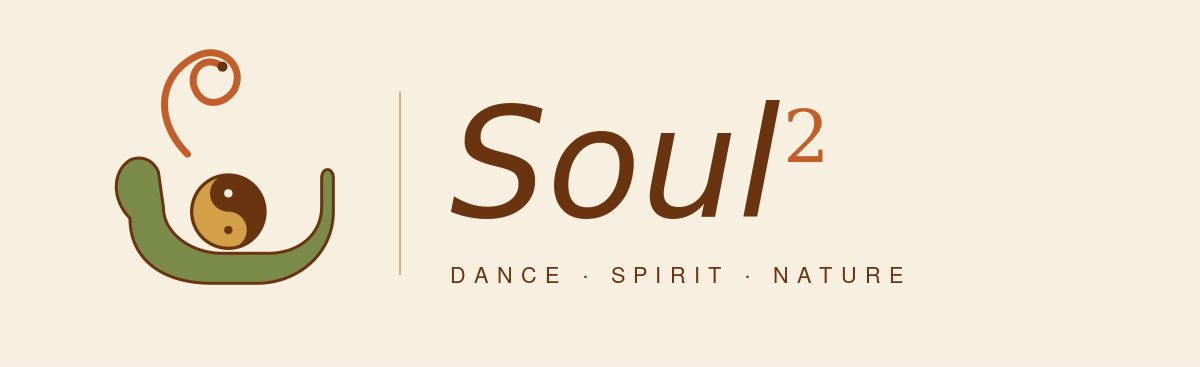 Soul²
DANCE · SPIRIT · NATURE